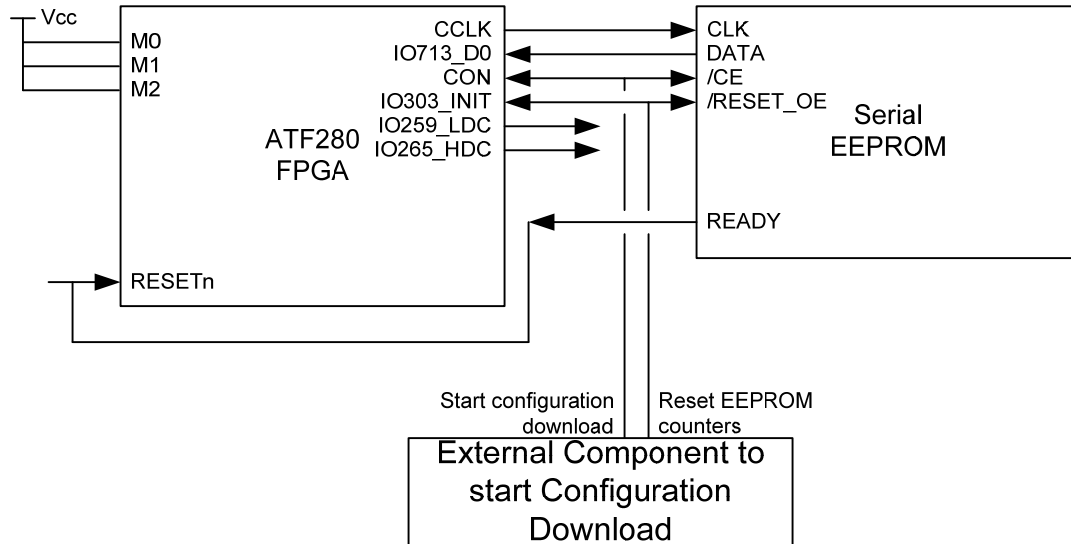 Vcc
M0
M1
M2
ATF280
FPGA
CCLK
IO713_D0
CON
IO303_INIT
IO259_LDC
IO265_HDC
RESETn
CLK
DATA
/CE
/RESET_OE
Serial
EEPROM
READY
Start configuration
download
Reset EEPROM
counters
External Component to
start Configuration
Download